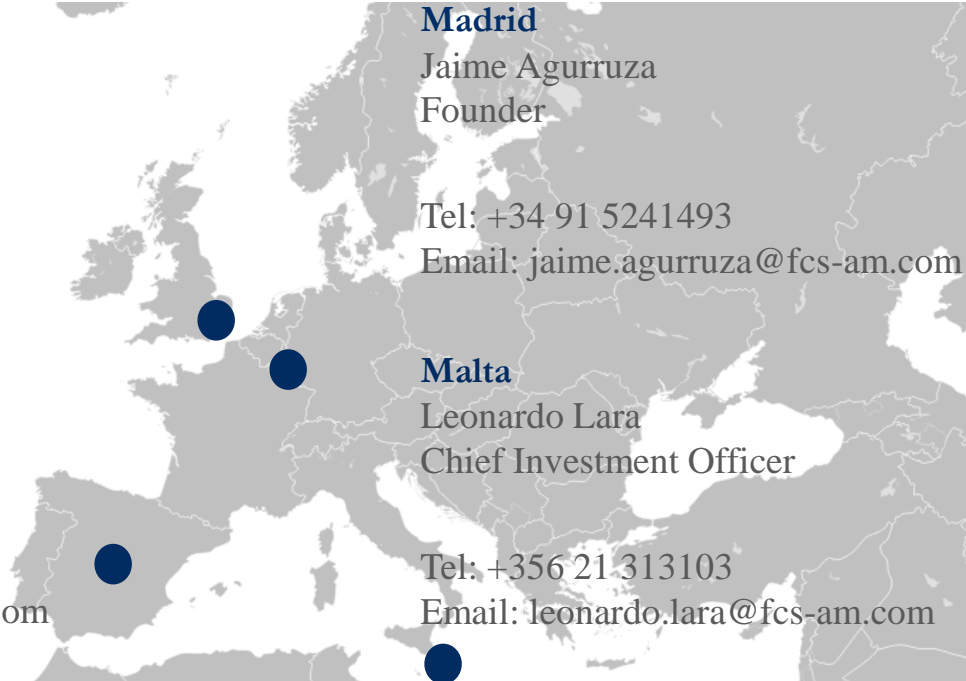 Madrid
Jaime Agurruza
Founder
Tel: +34 91 5241493
Email: jaime.agurruza@fcs-am.com
Malta
Leonardo Lara
Chief Investment Officer
Tel: +356 21 313103
om
Email: leonardo.lara@fcs-am.com